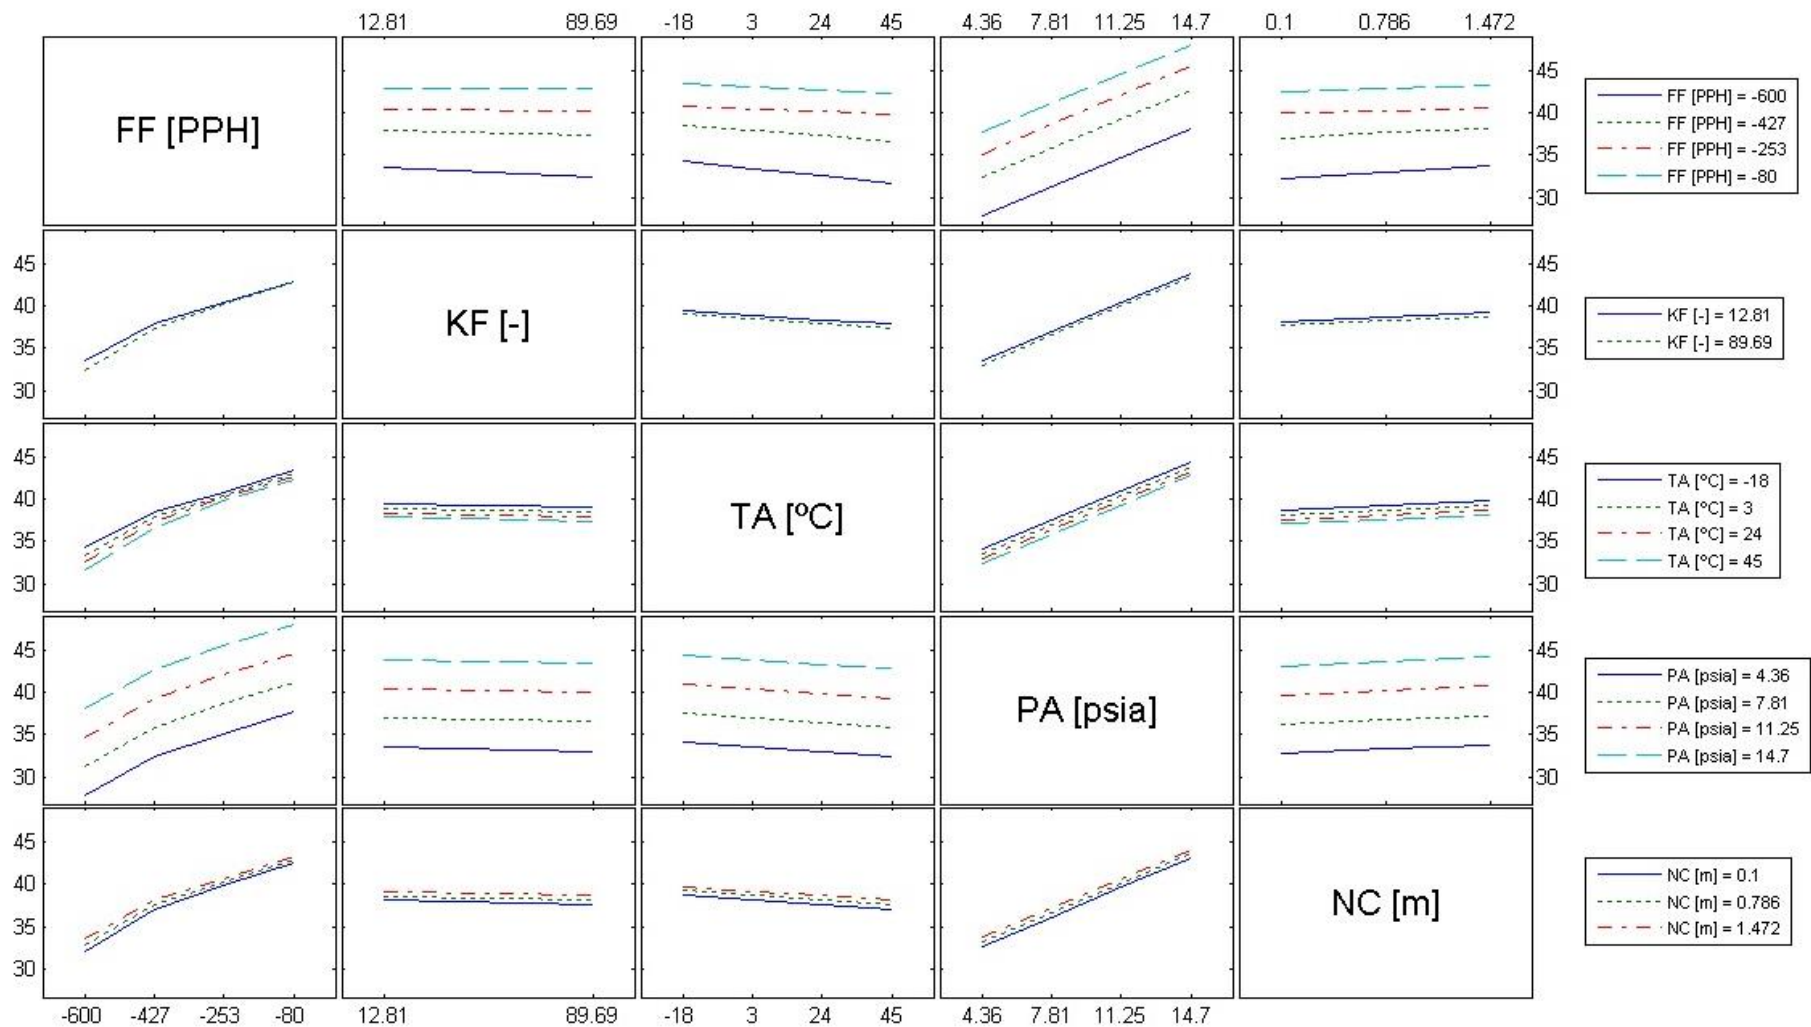 12.81 89.69 -18 3 24 45 4.36 7.81 11.25 14.7 0.1 0.786 1.472
FF [PPH]
45
40
35
30
FF [PPH] = -600
FF [PPH] = -427
FF [PPH] = -253
FF [PPH] = -80
45
40
35
30
KF [-]
45
40
35
30
KF [-] = 12.81
KF [-] = 89.69
45
40
35
30
TA [ºC]
45
40
35
30
TA [ºC] = -18
TA [ºC] = 3
TA [ºC] = 24
TA [ºC] = 45
45
40
35
30
PA [psia]
45
40
35
30
PA [psia] = 4.36
PA [psia] = 7.81
PA [psia] = 11.25
PA [psia] = 14.7
45
40
35
30
NC [m]
NC [m] = 0.1
NC [m] = 0.786
NC [m] = 1.472
-600 -427 -253 -80 12.81 89.69 -18 3 24 45 4.36 7.81 11.25 14.7